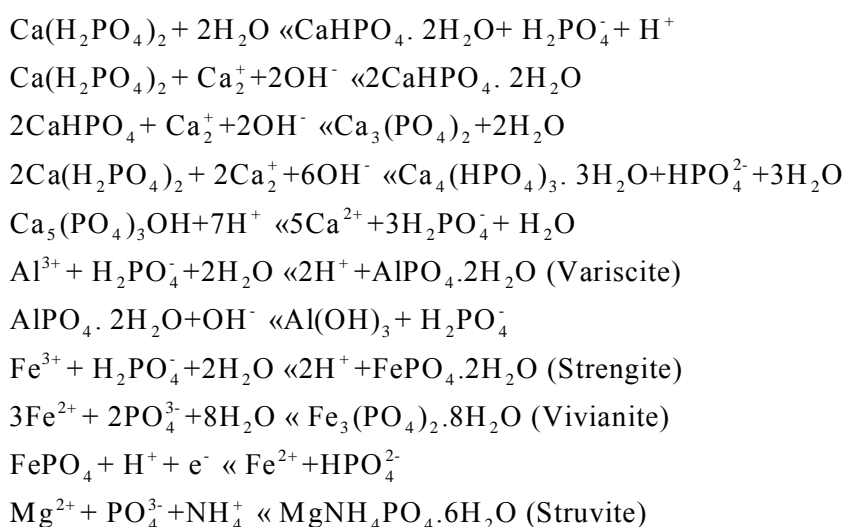 Ca(H₂PO₄)₂ + 2H₂O «CaHPO₄. 2H₂O+ H₂PO₄⁻+ H⁺
Ca(H₂PO₄)₂ + Ca₂⁺+2OH⁻ «2CaHPO₄. 2H₂O
2CaHPO₄+ Ca₂⁺+2OH⁻ «Ca₃(PO₄)₂+2H₂O
2Ca(H₂PO₄)₂+ 2Ca₂⁺+6OH⁻ «Ca₄(HPO₄)₃. 3H₂O+HPO₄²⁻+3H₂O
Ca₅(PO₄)₃OH+7H⁺ «5Ca²⁺+3H₂PO₄⁻+ H₂O
Al³⁺+ H₂PO₄⁻+2H₂O «2H⁺+AlPO₄.2H₂O (Variscite)
AlPO₄. 2H₂O+OH⁻ «Al(OH)₃+ H₂PO₄⁻
Fe³⁺+ H₂PO₄⁻+2H₂O «2H⁺+FePO₄.2H₂O (Strengite)
3Fe²⁺+ 2PO₄³⁻+8H₂O « Fe₃(PO₄)₂.8H₂O (Vivianite)
FePO₄+ H⁺+ e⁻ « Fe²⁺+HPO₄²⁻
Mg²⁺+ PO₄³⁻+NH₄⁺ « MgNH₄PO₄.6H₂O (Struvite)